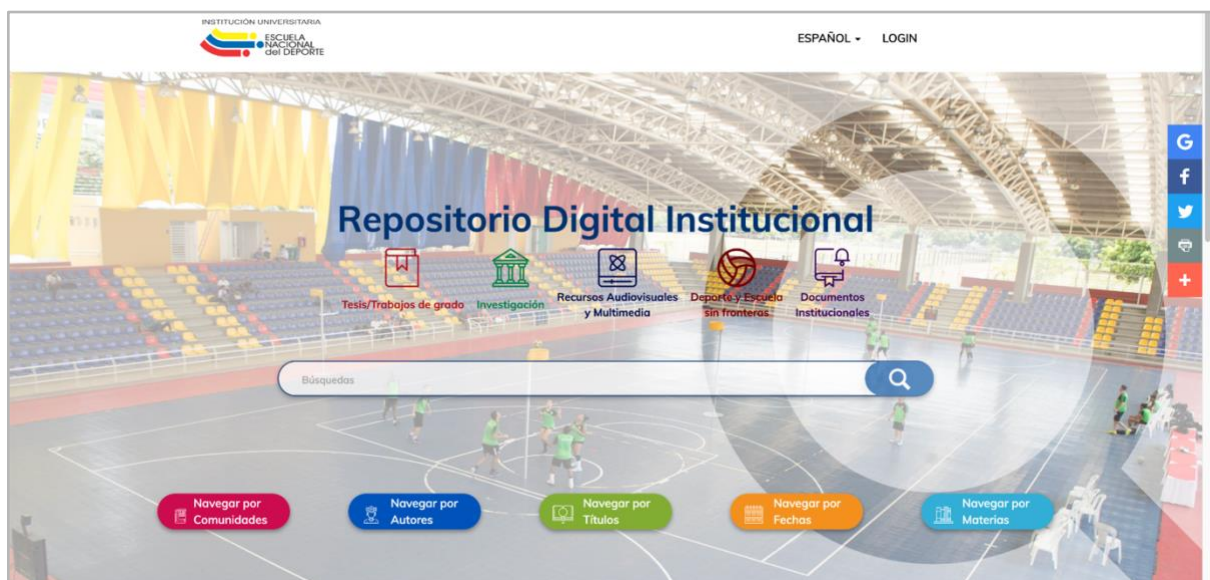 INSTITUCIÓN UNIVERSITARIA
ESCUELA
NACIONAL
del DEPORTE
ESPAÑOL
LOGIN
Repositorio Digital Institucional
Tesis/Trabajos de grado
Investigación
Recursos Audiovisuales
y Multimedia
Deporte y Escuela
sin fronteras
Documentos
Institucionales
Búsquedas
Navegar por
Comunidades
Navegar por
Autores
Navegar por
Títulos
Navegar por
Fechas
Navegar por
Materias